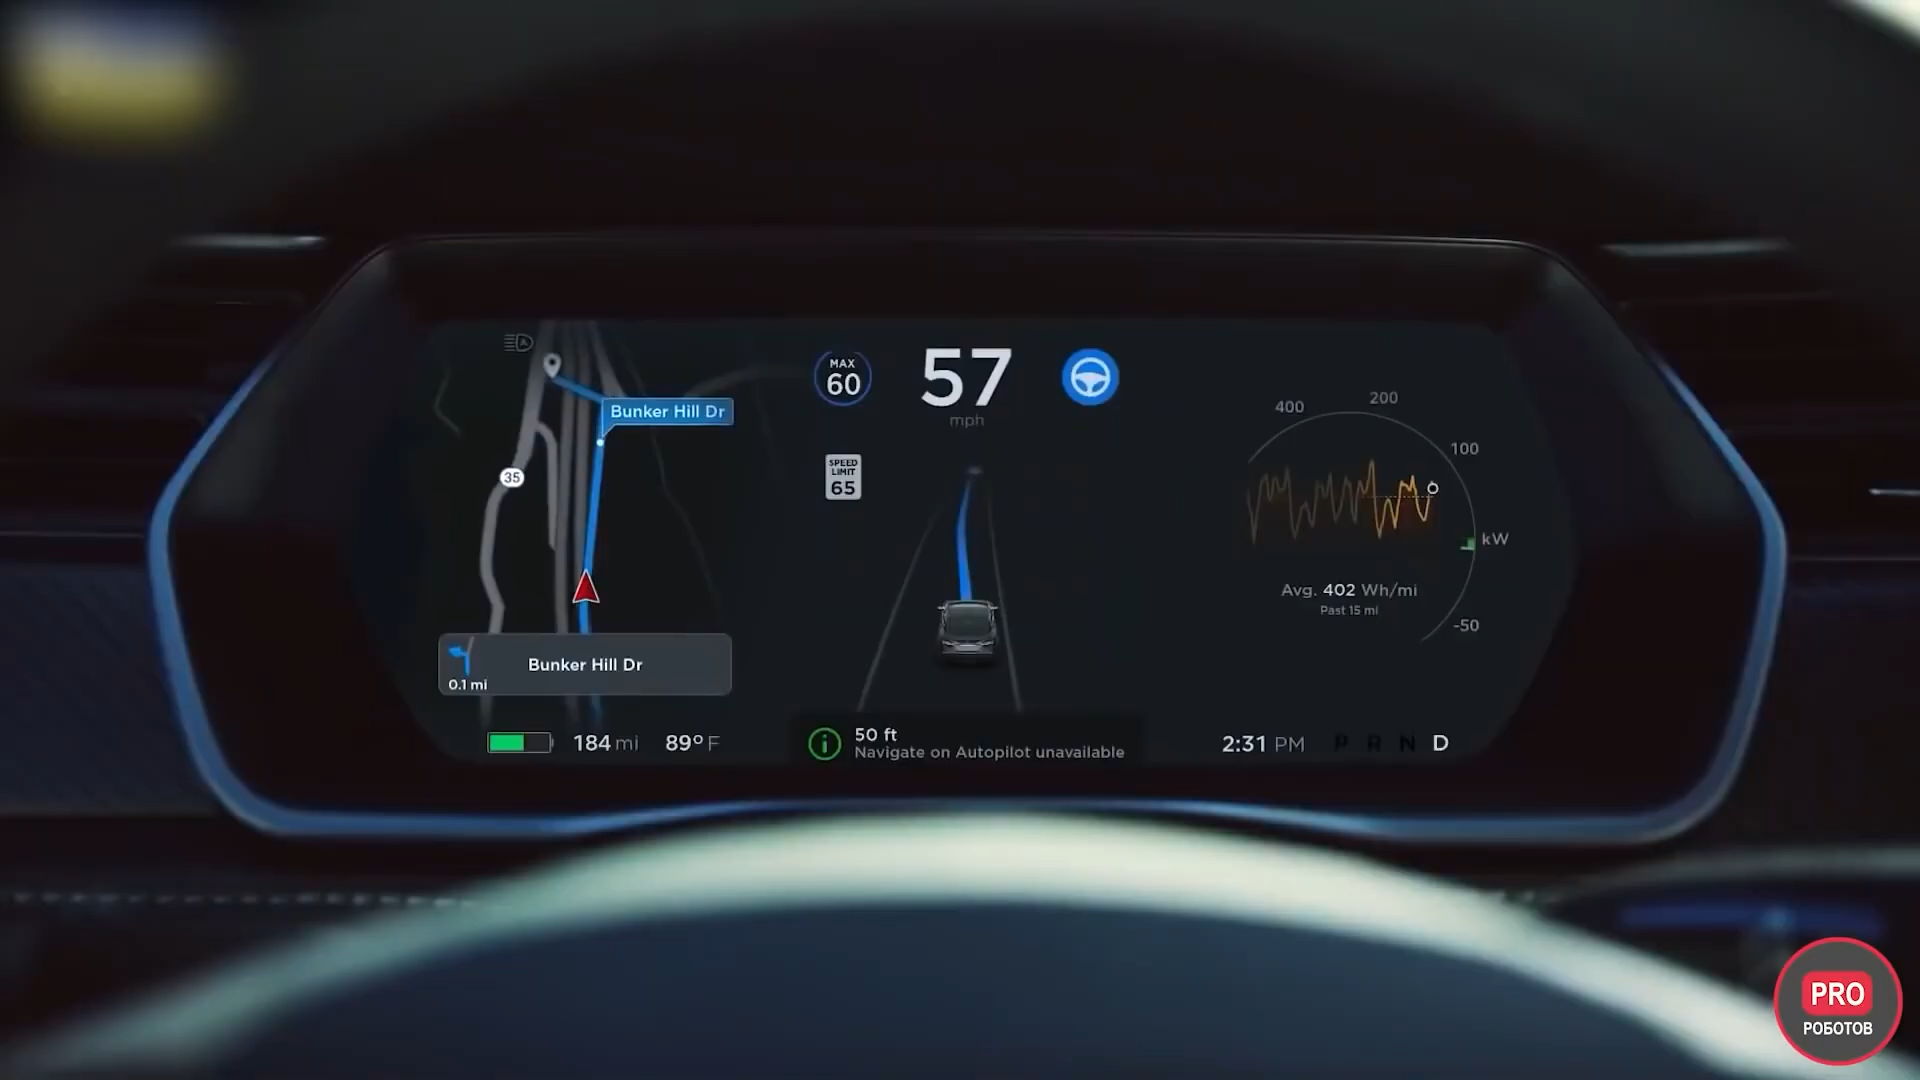 Bunker Hill Dr
35
Bunker Hill Dr
0.1 mi
184 mi
89° F
MAX
60
57
mph
SPEED
LIMIT
65
50 ft
Navigate on Autopilot unavailable
400
200
100
kW
-50
Avg. 402 Wh/mi
Past 15 mi
2:31 PM
P R N D
A
PRO
РОБОТОВ